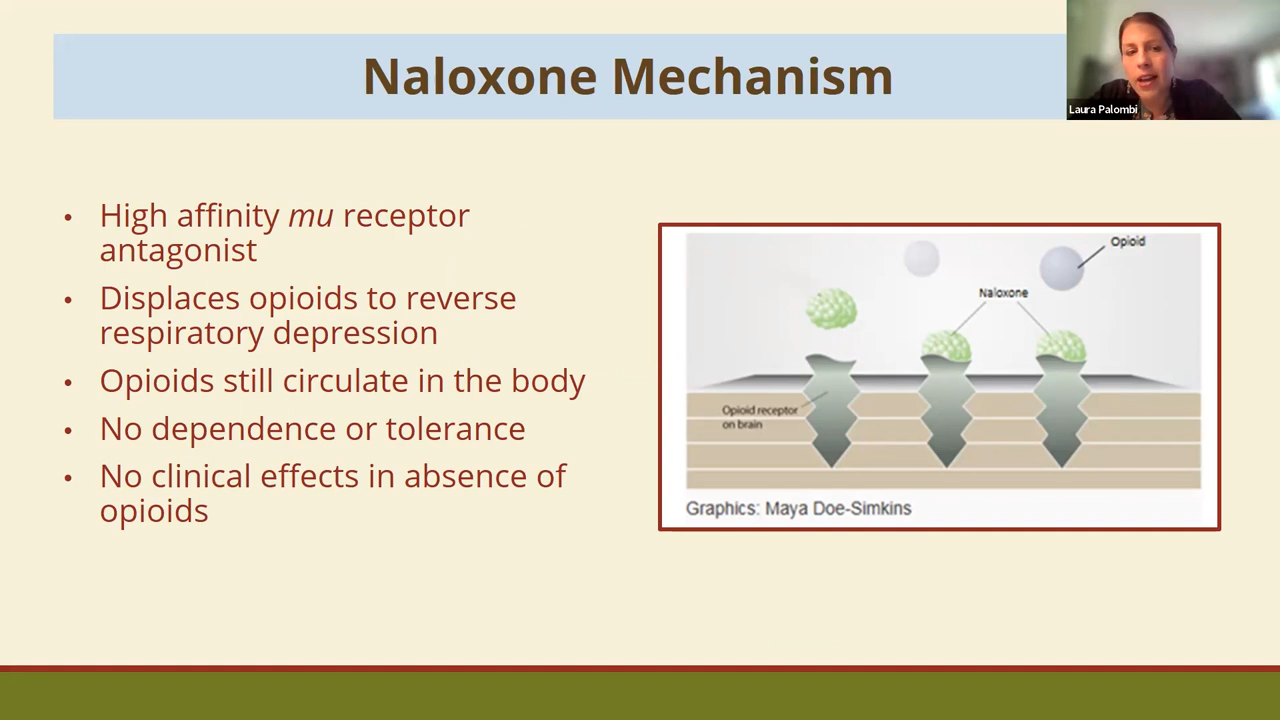 Naloxone Mechanism
Laura Palombi
• High affinity mu receptor
antagonist
• Displaces opioids to reverse
respiratory depression
• Opioids still circulate in the body
• No dependence or tolerance
• No clinical effects in absence of
opioids
Opioid
Naloxone
Opioid receptor
on brain
Graphics: Maya Doe-Simkins